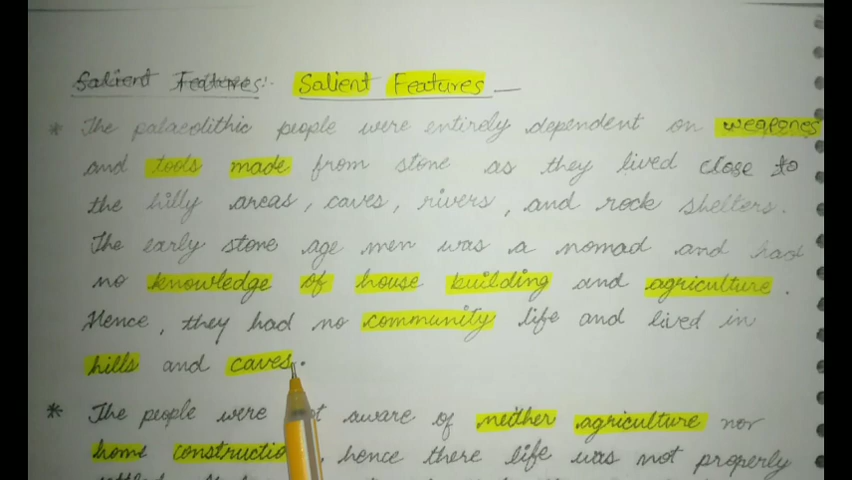 Salient Features:- Salient Features _
* The palaeolithic people were entirely dependent on weapones
and tools made from stone as they lived close to
the hilly areas, caves, rivers, and rock shelters.
The early stone age men was a nomad and had
no knowledge of house building and agriculture.
Hence, they had no community life and lived in
hills and caves.
* The people were aware of neither agriculture nor
home constructio, hence there life was not properly